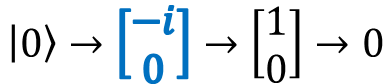 |0⟩ → [−i 0] → [1 0] → 0